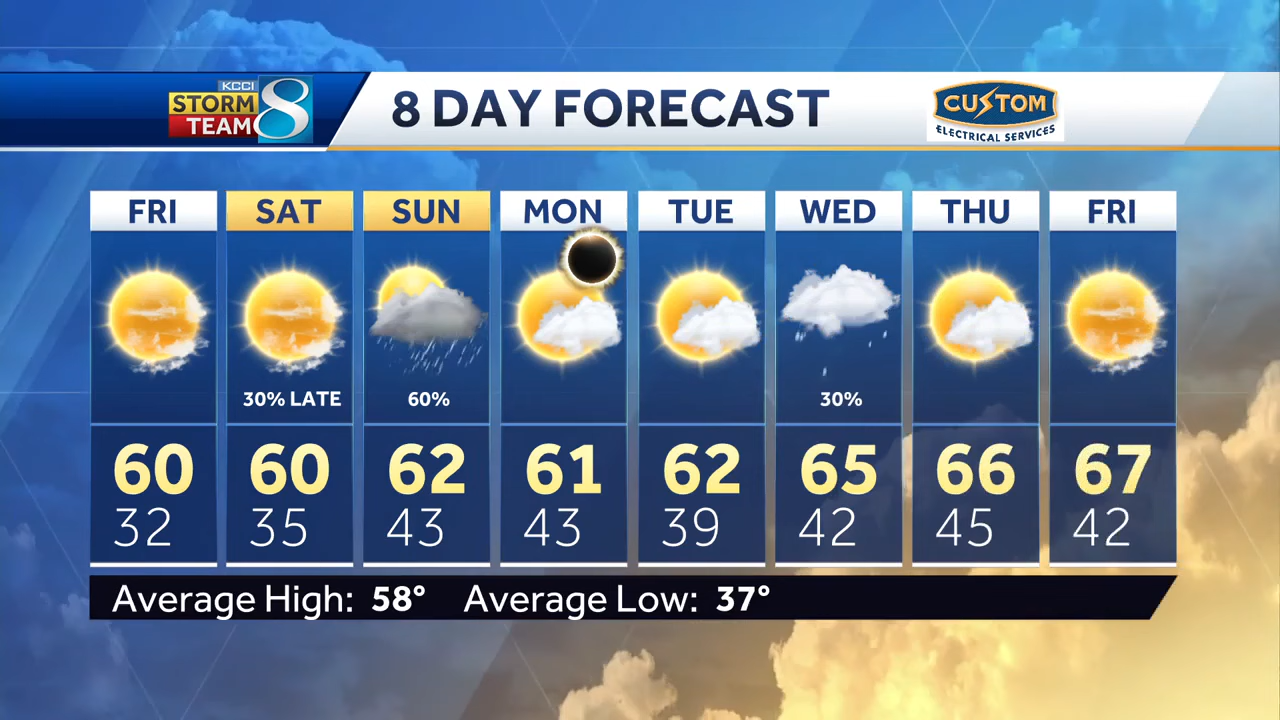 KCCI
STORM
TEAM 8
8 DAY FORECAST
CUSTOM
ELECTRICAL SERVICES
FRI SAT SUN MON TUE WED THU FRI
30% LATE 60% 30%
60 60 62 61 62 65 66 67
32 35 43 43 39 42 45 42
Average High: 58° Average Low: 37°